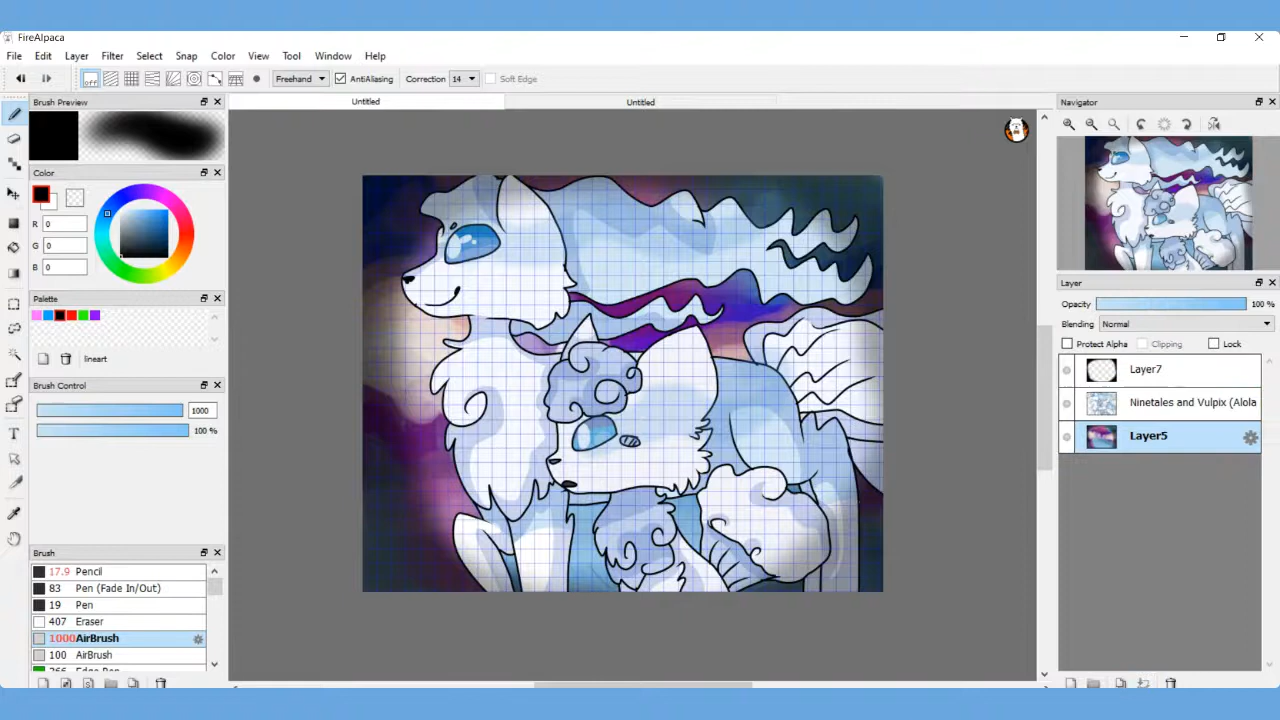 FireAlpaca
File Edit Layer Filter Select Snap Color View Tool Window Help
off Freehand AntiAliasing Correction 14 Soft Edge
Brush Preview
Untitled
Untitled
Navigator
Color
R 0
G 0
B 0
Layer
Opacity 100 %
Palette
Blending Normal
Protect Alpha Clipping Lock
lineart
Layer7
Brush Control
Ninetales and Vulpix (Alola
1000
100 %
Layer5
Brush
17.9 Pencil
83 Pen (Fade In/Out)
19 Pen
407 Eraser
1000 AirBrush
100 AirBrush